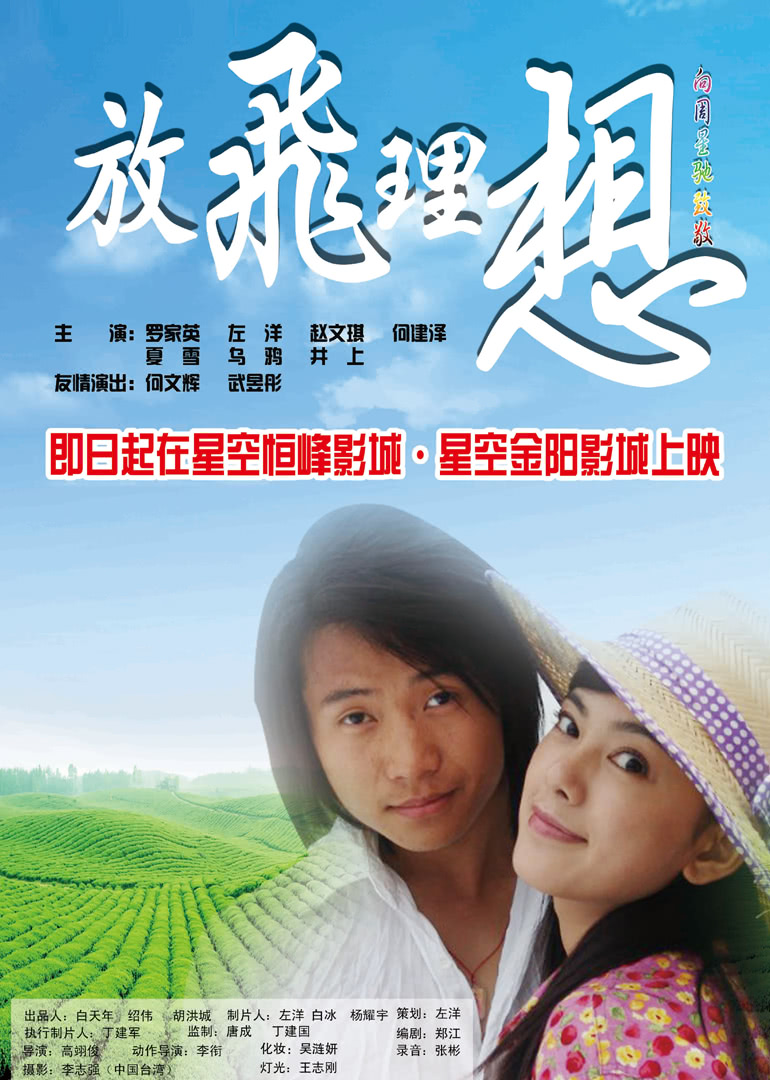 放飛理想
向周星驰致敬
主 演：罗家英 左 洋 赵文琪 何建泽
夏 雪 乌 鸦 井 上
友情演出：何文辉 武昱彤
即日起在星空恒峰影城·星空金阳影城上映
出品人：白天年 绍伟 胡洪城 制片人：左洋 白冰 杨耀宇 策划：左洋
执行制片人：丁建军 监制：唐成 丁建国 编剧：郑江
导演：高翊俊 动作导演：李衔 化妆：吴涟妍 录音：张彬
摄影：李志强（中国台湾） 灯光：王志刚